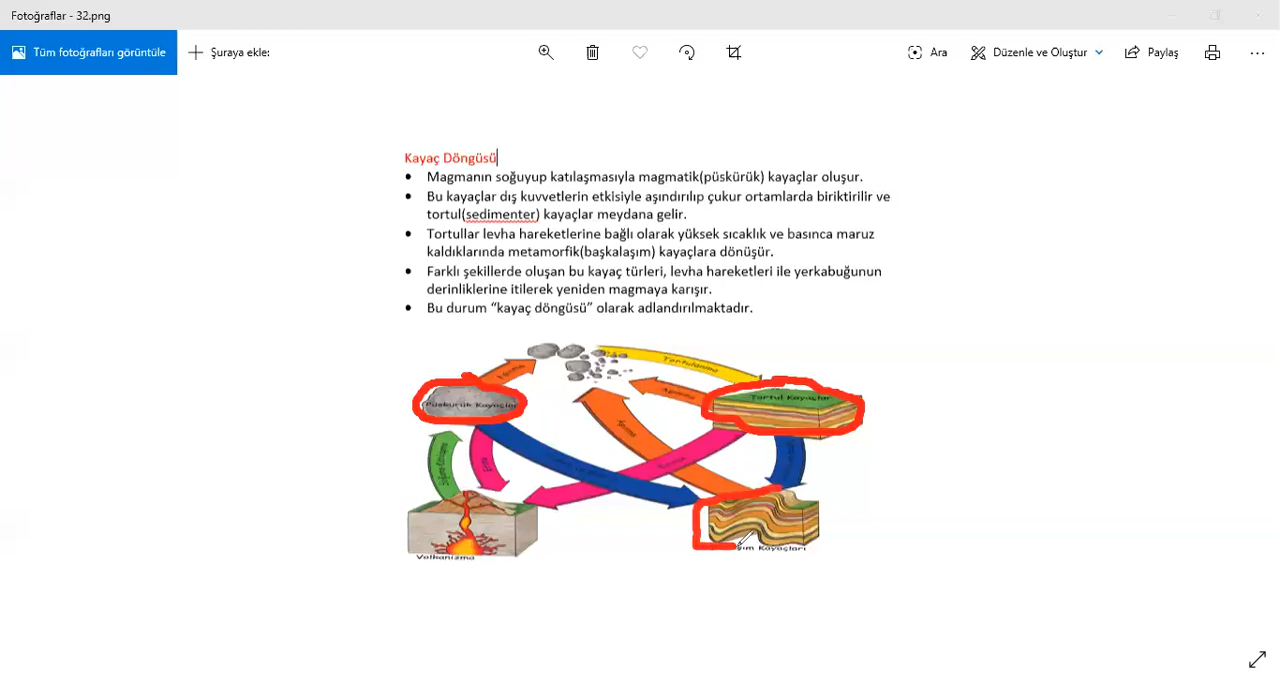 Fotoğraflar - 32.png
Tüm fotoğrafları görüntüle
Şuraya ekle:
Ara
Düzenle ve Oluştur
Paylaş
Kayaç Döngüsü
• Magmanın soğuyup katılaşmasıyla magmatik(püskürük) kayaçlar oluşur.
• Bu kayaçlar dış kuvvetlerin etkisiyle aşındırılıp çukur ortamlarda biriktirilir ve
tortul(sedimenter) kayaçlar meydana gelir.
• Tortullar levha hareketlerine bağlı olarak yüksek sıcaklık ve basınca maruz
kaldıklarında metamorfik(başkalaşım) kayaçlara dönüşür.
• Farklı şekillerde oluşan bu kayaç türleri, levha hareketleri ile yerkabuğunun
derinliklerine itilerek yeniden magmaya karışır.
• Bu durum “kayaç döngüsü” olarak adlandırılmaktadır.
Tortulanma
Püskürük Kayaçlar
Tortul Kayaçlar
Kayaçları
Volkanizma